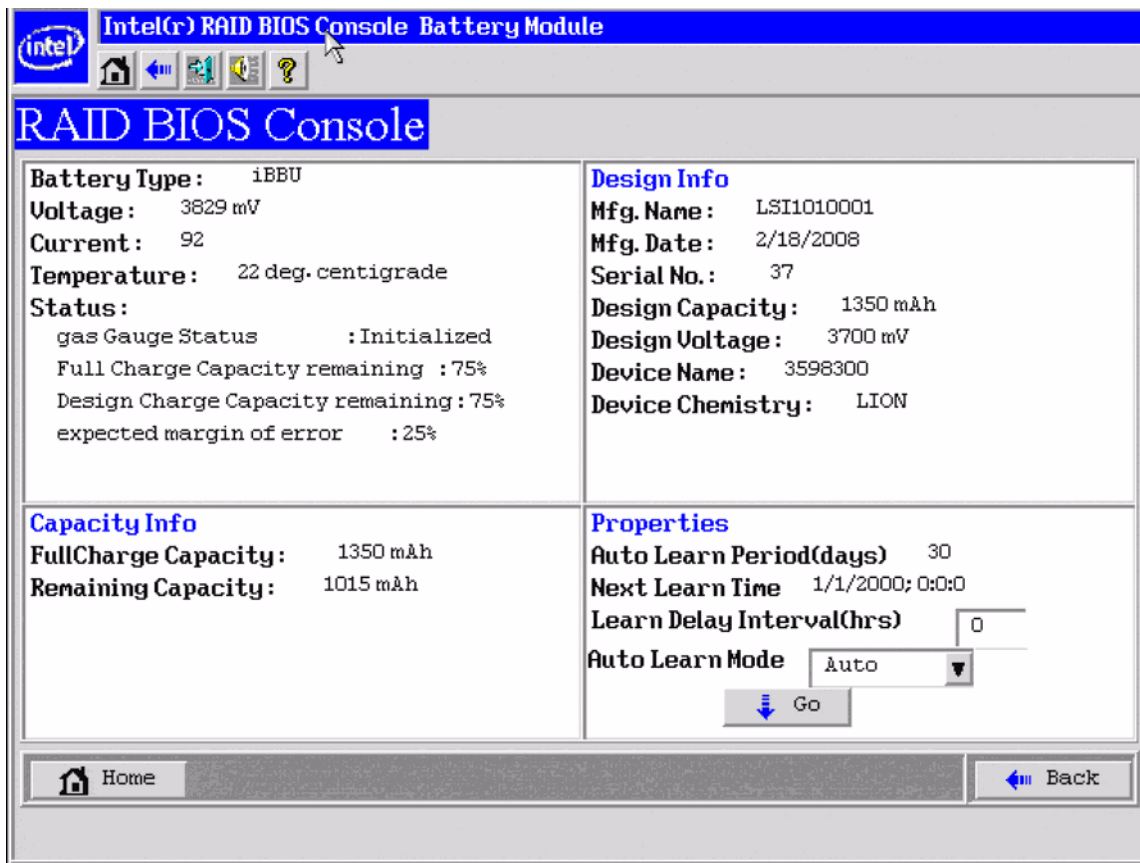 Intel(r) RAID BIOS Console Battery Module
intel
RAID BIOS Console
Battery Type: iBBU
Voltage: 3829 mV
Current: 92
Temperature: 22 deg. centigrade
Status:
gas Gauge Status :Initialized
Full Charge Capacity remaining :75%
Design Charge Capacity remaining:75%
expected margin of error :25%
Design Info
Mfg. Name: LSI1010001
Mfg. Date: 2/18/2008
Serial No.: 37
Design Capacity: 1350 mAh
Design Voltage: 3700 mV
Device Name: 3598300
Device Chemistry: LION
Capacity Info
FullCharge Capacity: 1350 mAh
Remaining Capacity: 1015 mAh
Properties
Auto Learn Period(days) 30
Next Learn Time 1/1/2000; 0:0:0
Learn Delay Interval(hrs) 0
Auto Learn Mode Auto
Go
Home
Back